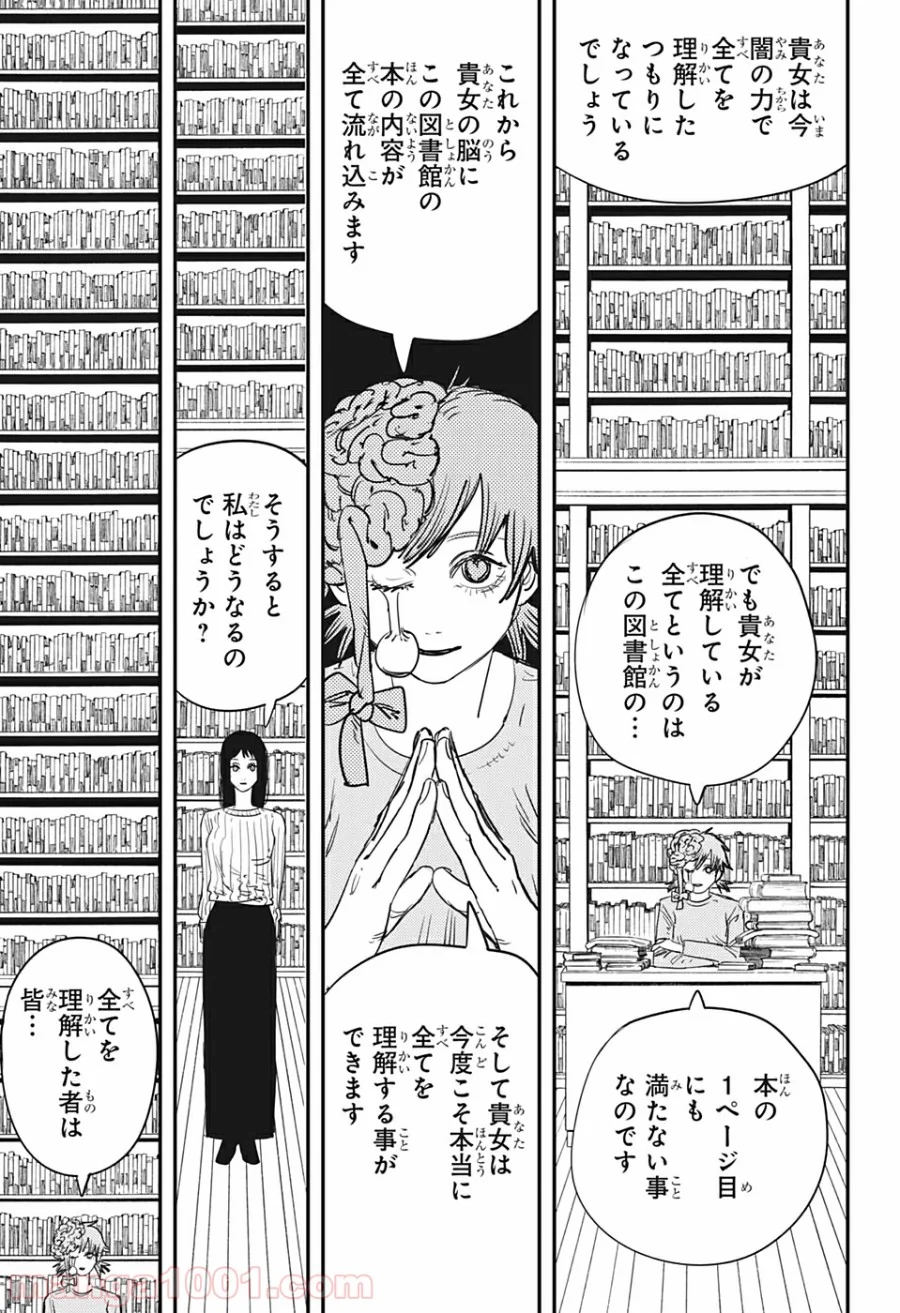 貴女は今
闇の力で
全てを
理解した
つもりに
なっている
でしょう
でも貴女が
理解している
全てというのは
この図書館の…
本の
１ページ目
にも
満たない事
なのです
これから
貴女の脳に
この図書館の
本の内容が
全て流れ込みます
そして貴女は
今度こそ本当に
全てを
理解する事が
できます
そうすると
私はどうなるの
でしょうか？
全てを
理解した者は
皆…
manga1001.com